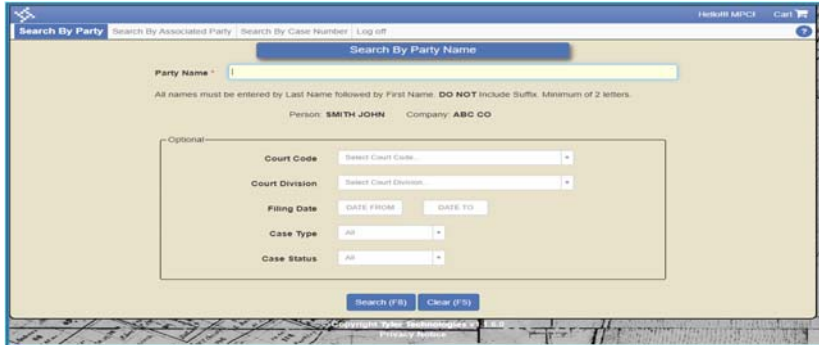 Hello!!! MPCI Cart
Search By Party Search By Associated Party Search By Case Number Log off ?
Search By Party Name
Party Name *
All names must be entered by Last Name followed by First Name. DO NOT Include Suffix. Minimum of 2 letters.
Person: SMITH JOHN Company: ABC CO
Optional
Court Code Select Court Code...
Court Division Select Court Division...
Filing Date DATE FROM DATE TO
Case Type All
Case Status All
Search (F8) Clear (F5)
Copyright Tyler Technologies
Privacy Notice